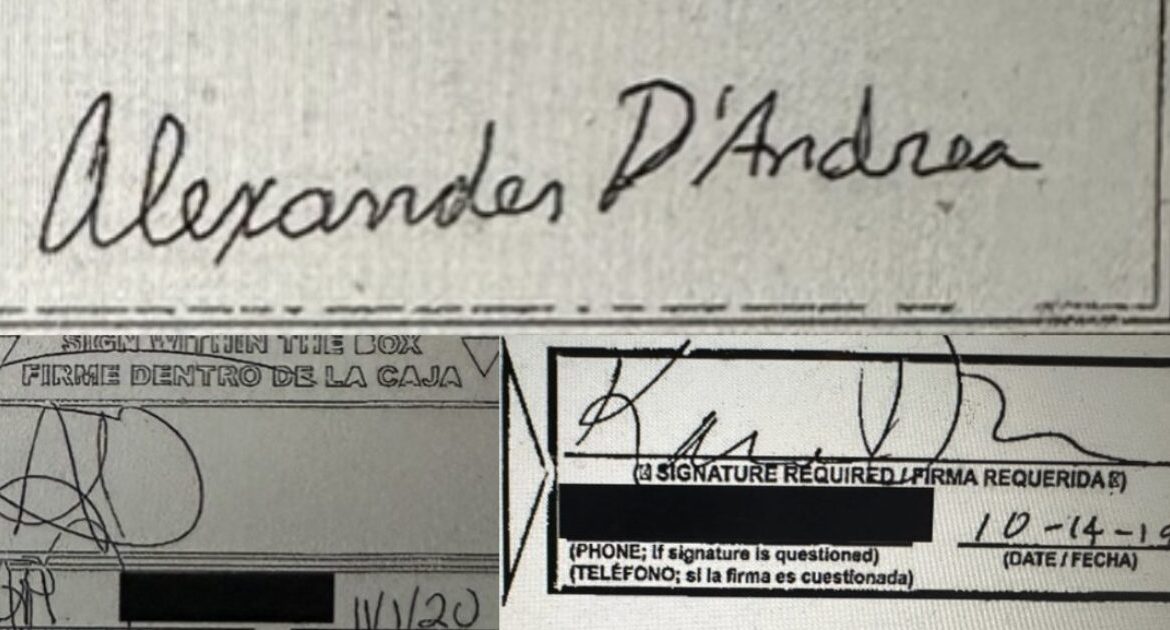 Alexander D'Andrea
SIGN WITHIN THE BOX
FIRME DENTRO DE LA CAJA
11/1/20
SIGNATURE REQUIRED / FIRMA REQUERIDA
10-14-19
(PHONE; If signature is questioned)
(DATE / FECHA)
(TELÉFONO; si la firma es cuestionada)